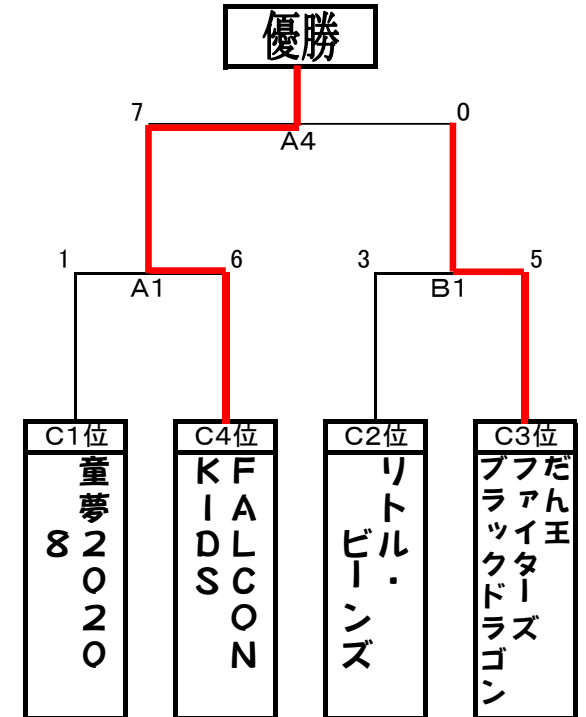 優勝
7
0
A4
1
6
3
5
A1
B1
C1位
C4位
C2位
C3位
童夢2020
8
FALCON
KIDS
リトル・
ビーンズ
だん王
ファイターズ
ブラックドラゴン